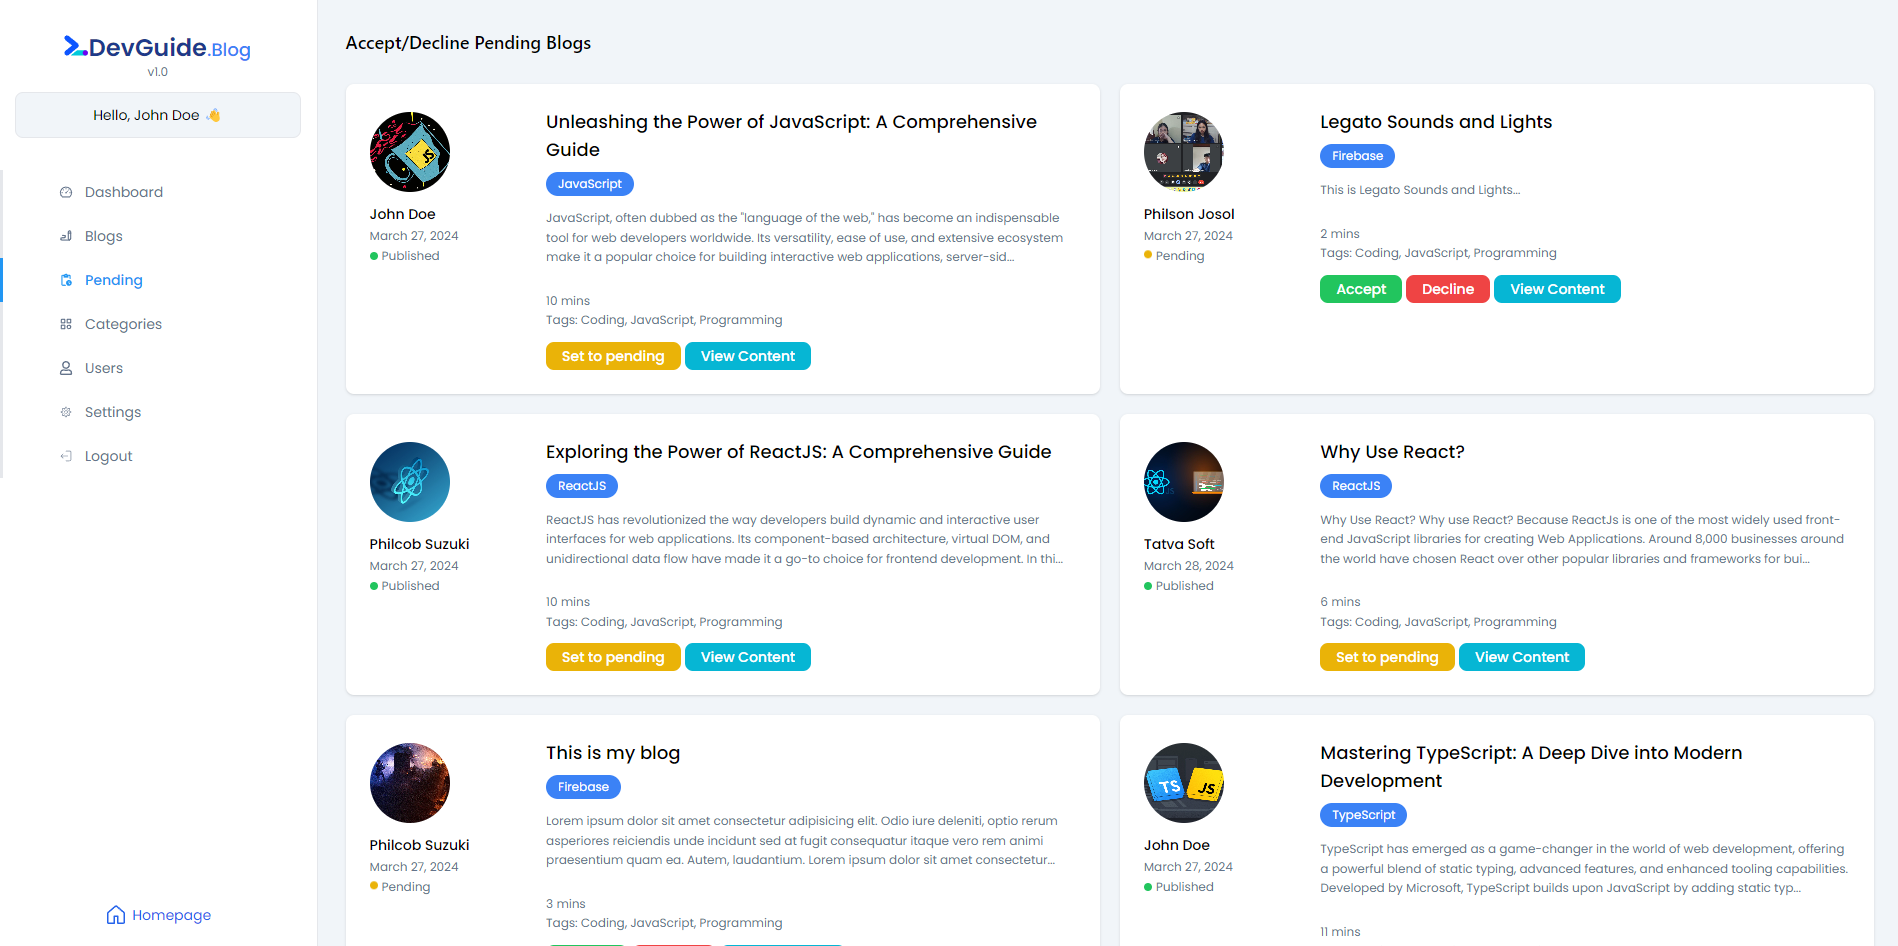 DevGuide.Blog
v1.0
Hello, John Doe 👋
Dashboard
Blogs
Pending
Categories
Users
Settings
Logout
Homepage
Accept/Decline Pending Blogs
John Doe
March 27, 2024
Published
Unleashing the Power of JavaScript: A Comprehensive
Guide
JavaScript
JavaScript, often dubbed as the "language of the web," has become an indispensable
tool for web developers worldwide. Its versatility, ease of use, and extensive ecosystem
make it a popular choice for building interactive web applications, server-sid...
10 mins
Tags: Coding, JavaScript, Programming
Set to pending View Content
Philson Josol
March 27, 2024
Pending
Legato Sounds and Lights
Firebase
This is Legato Sounds and Lights...
2 mins
Tags: Coding, JavaScript, Programming
Accept Decline View Content
Philcob Suzuki
March 27, 2024
Published
Exploring the Power of ReactJS: A Comprehensive Guide
ReactJS
ReactJS has revolutionized the way developers build dynamic and interactive user
interfaces for web applications. Its component-based architecture, virtual DOM, and
unidirectional data flow have made it a go-to choice for frontend development. In thi...
10 mins
Tags: Coding, JavaScript, Programming
Set to pending View Content
Tatva Soft
March 28, 2024
Published
Why Use React?
ReactJS
Why Use React? Why use React? Because ReactJs is one of the most widely used front-
end JavaScript libraries for creating Web Applications. Around 8,000 businesses around
the world have chosen React over other popular libraries and frameworks for bui...
6 mins
Tags: Coding, JavaScript, Programming
Set to pending View Content
Philcob Suzuki
March 27, 2024
Pending
This is my blog
Firebase
Lorem ipsum dolor sit amet consectetur adipisicing elit. Odio iure deleniti, optio rerum
asperiores reiciendis unde incidunt sed at fugit consequatur itaque vero rem animi
praesentium quam ea. Autem, laudantium. Lorem ipsum dolor sit amet consectetur...
3 mins
Tags: Coding, JavaScript, Programming
TS JS
John Doe
March 27, 2024
Published
Mastering TypeScript: A Deep Dive into Modern
Development
TypeScript
TypeScript has emerged as a game-changer in the world of web development, offering
a powerful blend of static typing, advanced features, and enhanced tooling capabilities.
Developed by Microsoft, TypeScript builds upon JavaScript by adding static typ...
11 mins